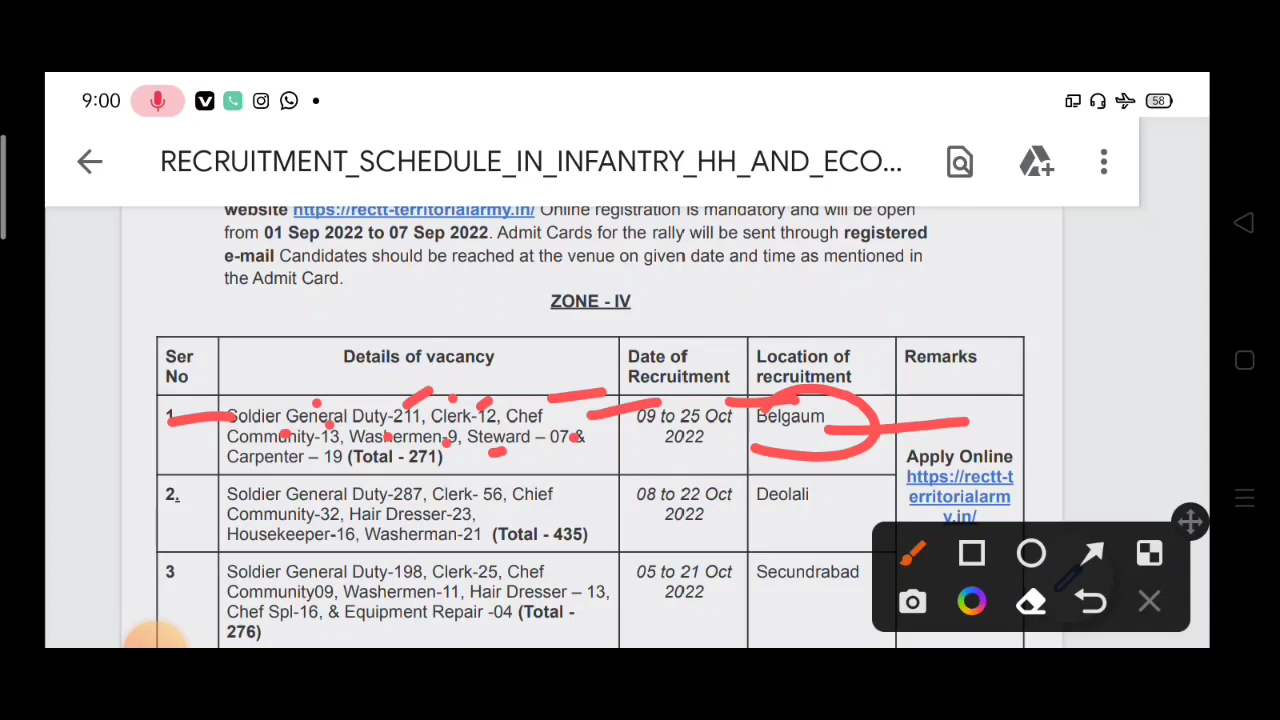 9:00
58
RECRUITMENT_SCHEDULE_IN_INFANTRY_HH_AND_ECO...
website https://rectt-territorialarmy.in/ Online registration is mandatory and will be open
from 01 Sep 2022 to 07 Sep 2022. Admit Cards for the rally will be sent through registered
e-mail Candidates should be reached at the venue on given date and time as mentioned in
the Admit Card.
ZONE - IV
Ser No
Details of vacancy
Date of Recruitment
Location of recruitment
Remarks
1
Soldier General Duty-211, Clerk-12, Chef
Community-13, Washermen-9, Steward – 07 &
Carpenter – 19 (Total - 271)
09 to 25 Oct
2022
Belgaum
Apply Online
https://rectt-t
erritorialarm
y.in/
2.
Soldier General Duty-287, Clerk- 56, Chief
Community-32, Hair Dresser-23,
Housekeeper-16, Washerman-21 (Total - 435)
08 to 22 Oct
2022
Deolali
3
Soldier General Duty-198, Clerk-25, Chef
Community09, Washermen-11, Hair Dresser – 13,
Chef Spl-16, & Equipment Repair -04 (Total -
276)
05 to 21 Oct
2022
Secundrabad